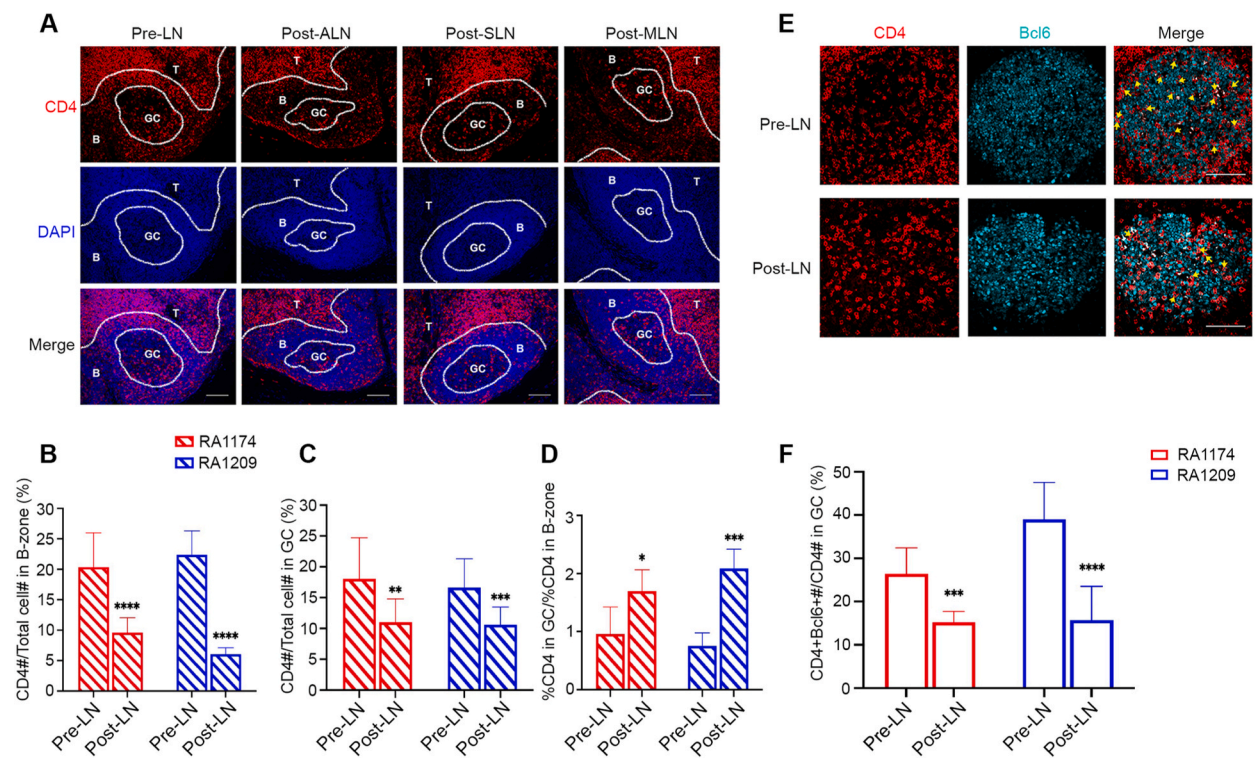 A
Pre-LN Post-ALN Post-SLN Post-MLN
CD4
T
B
GC
T
B
GC
T
B
GC
B
GC
T
DAPI
T
B
GC
T
B
GC
T
B
GC
B
GC
T
Merge
T
B
GC
T
B
GC
T
B
GC
B
GC
T
E
CD4 Bcl6 Merge
Pre-LN
Post-LN
B
RA1174
RA1209
CD4#/Total cell# in B-zone (%)
30
25
20
15
10
5
0
****
****
Pre-LN Post-LN Pre-LN Post-LN
C
CD4#/Total cell# in GC (%)
30
25
20
15
10
5
0
**
***
Pre-LN Post-LN Pre-LN Post-LN
D
%CD4 in GC/%CD4 in B-zone
3
2
1
0
*
***
Pre-LN Post-LN Pre-LN Post-LN
F
RA1174
RA1209
CD4+Bcl6+#/CD4# in GC (%)
50
40
30
20
10
0
***
****
Pre-LN Post-LN Pre-LN Post-LN